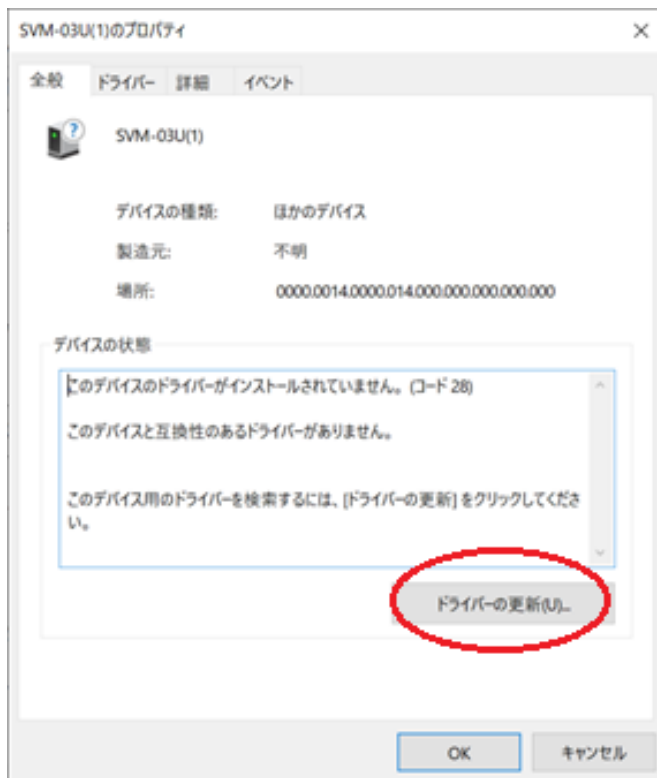 SVM-03U(1)のプロパティ
全般 ドライバー 詳細 イベント
SVM-03U(1)
デバイスの種類: ほかのデバイス
製造元: 不明
場所: 0000.0014.0000.014.000.000.000.000.000
デバイスの状態
このデバイスのドライバーがインストールされていません。 (コード 28)
このデバイスと互換性のあるドライバーがありません。
このデバイス用のドライバーを検索するには、[ドライバーの更新] をクリックしてくださ
い。
ドライバーの更新(U)...
OK キャンセル